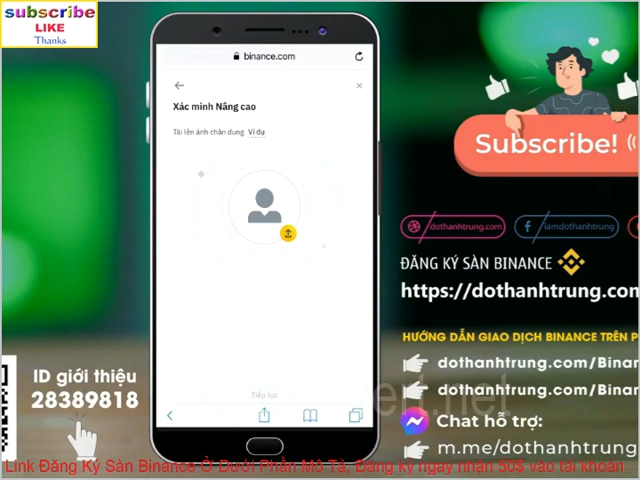 subscribe
LIKE
Thanks
binance.com
Xác minh Nâng cao
Tải lên ảnh chân dung Ví dụ
Tiếp tục
Subscribe!
/dothanhtrung.com
/iamdothanhtrung
ĐĂNG KÝ SÀN BINANCE
https://dothanhtrung.com
HƯỚNG DẪN GIAO DỊCH BINANCE TRÊN P
dothanhtrung.com/Binan
dothanhtrung.com/Binan
Chat hỗ trợ:
m.me/dothanhtrung
ID giới thiệu
28389818
Link Đăng Ký Sàn Binance Ở Dưới Phần Mô Tả, Đăng ký ngay nhận 50$ vào tài khoản